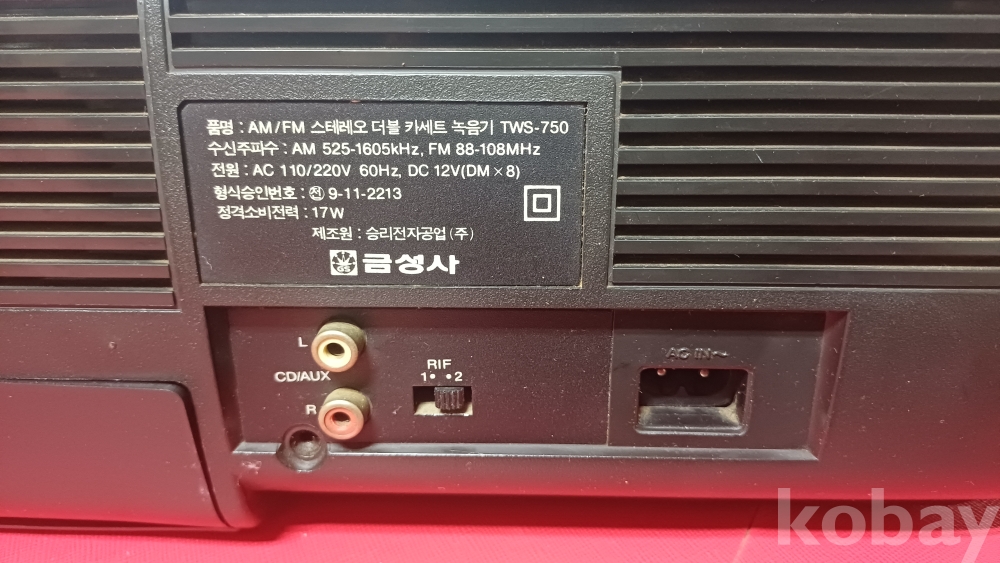 품명 : AM/FM 스테레오 더블 카세트 녹음기 TWS-750
수신주파수 : AM 525-1605kHz, FM 88-108MHz
전원 : AC 110/220V 60Hz, DC 12V(DM×8)
형식승인번호 : ㉠ 9-11-2213
정격소비전력 : 17W
제조원 : 승리전자공업(주)
GS 금성사
L
CD/AUX
R
RIF
1• •2
AC IN~
kobay